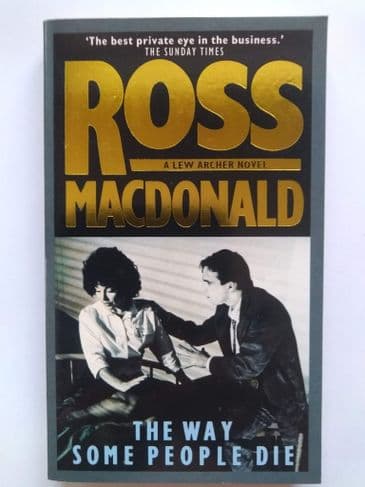 'The best private eye in the business.'
THE SUNDAY TIMES
ROSS
A LEW ARCHER NOVEL
MACDONALD
THE WAY
SOME PEOPLE DIE